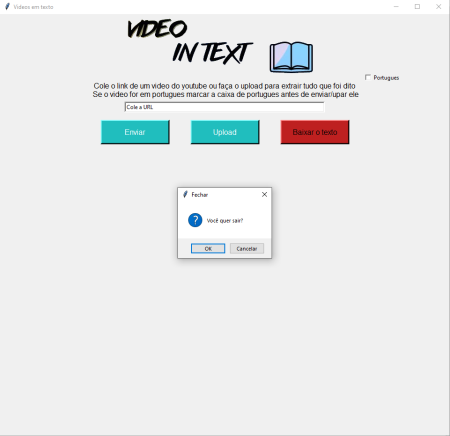 Videos em texto
VIDEO
IN TEXT
Portugues
Cole o link de um video do youtube ou faça o upload para extrair tudo que foi dito
Se o video for em portugues marcar a caixa de portugues antes de enviar/upar ele
Cole a URL
Enviar
Upload
Baixar o texto
Fechar
?
Você quer sair?
OK
Cancelar